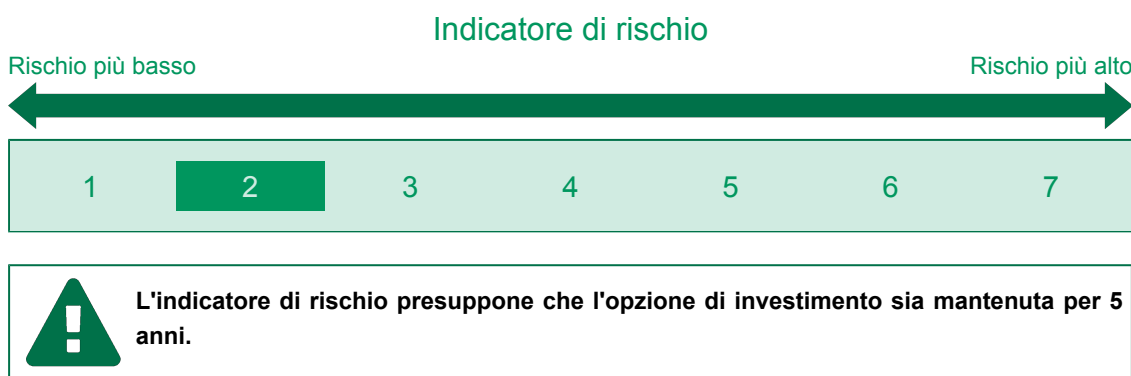 Indicatore di rischio
Rischio più basso Rischio più alto
1 2 3 4 5 6 7
L'indicatore di rischio presuppone che l'opzione di investimento sia mantenuta per 5
anni.